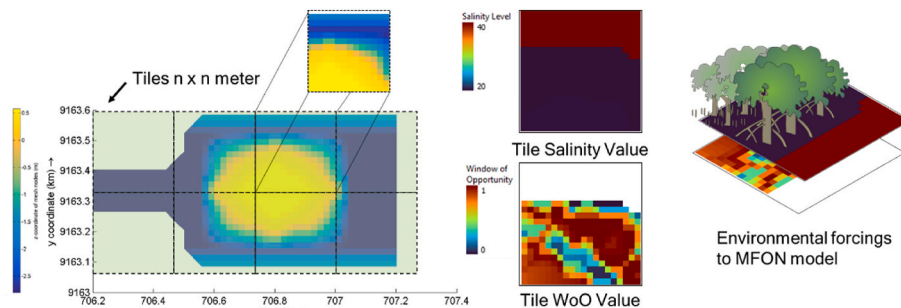 Tiles n x n meter
z-coordinate of mesh nodes (m)
0.5
0
-0.5
-1
-1.5
-2
-2.5
y coordinate (km) →
9163.6
9163.5
9163.4
9163.3
9163.2
9163.1
9163
706.2
706.4
706.6
706.8
707
707.2
707.4
Salinity Level
40
20
Tile Salinity Value
Window of
Opportunity
1
0
Tile WoO Value
Environmental forcings
to MFON model